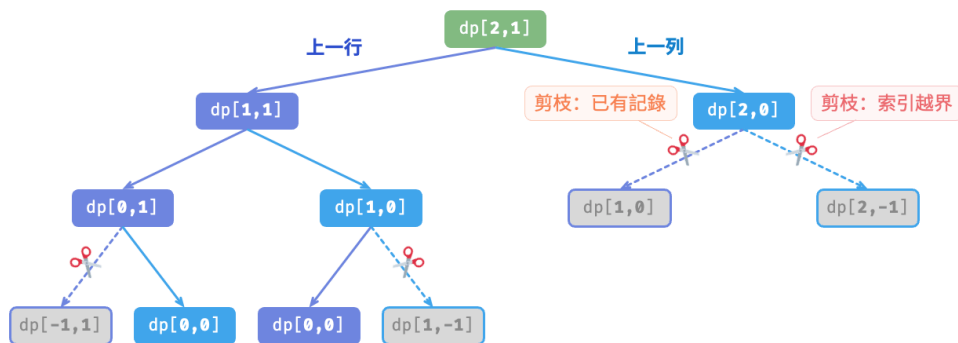 dp[2,1]
上一行
上一列
dp[1,1]
剪枝：已有記錄
dp[2,0]
剪枝：索引越界
dp[0,1]
dp[1,0]
dp[1,0]
dp[2,-1]
dp[-1,1]
dp[0,0]
dp[0,0]
dp[1,-1]